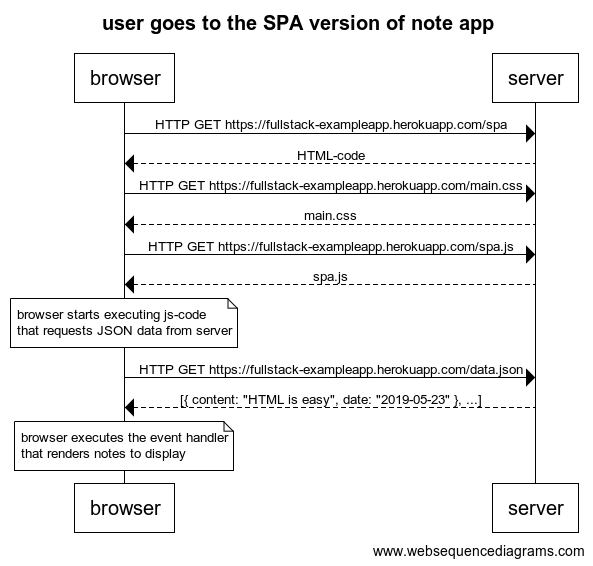 user goes to the SPA version of note app
browser
server
HTTP GET https://fullstack-exampleapp.herokuapp.com/spa
HTML-code
HTTP GET https://fullstack-exampleapp.herokuapp.com/main.css
main.css
HTTP GET https://fullstack-exampleapp.herokuapp.com/spa.js
spa.js
browser starts executing js-code
that requests JSON data from server
HTTP GET https://fullstack-exampleapp.herokuapp.com/data.json
[{ content: "HTML is easy", date: "2019-05-23" }, ...]
browser executes the event handler
that renders notes to display
browser
server
www.websequencediagrams.com